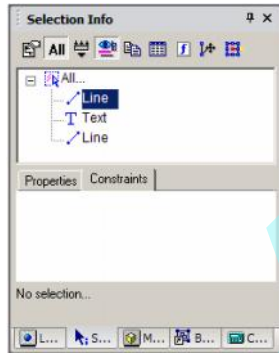 Selection Info
All
All...
Line
Text
Line
Properties Constraints
No selection...
L... S... M... B... C...